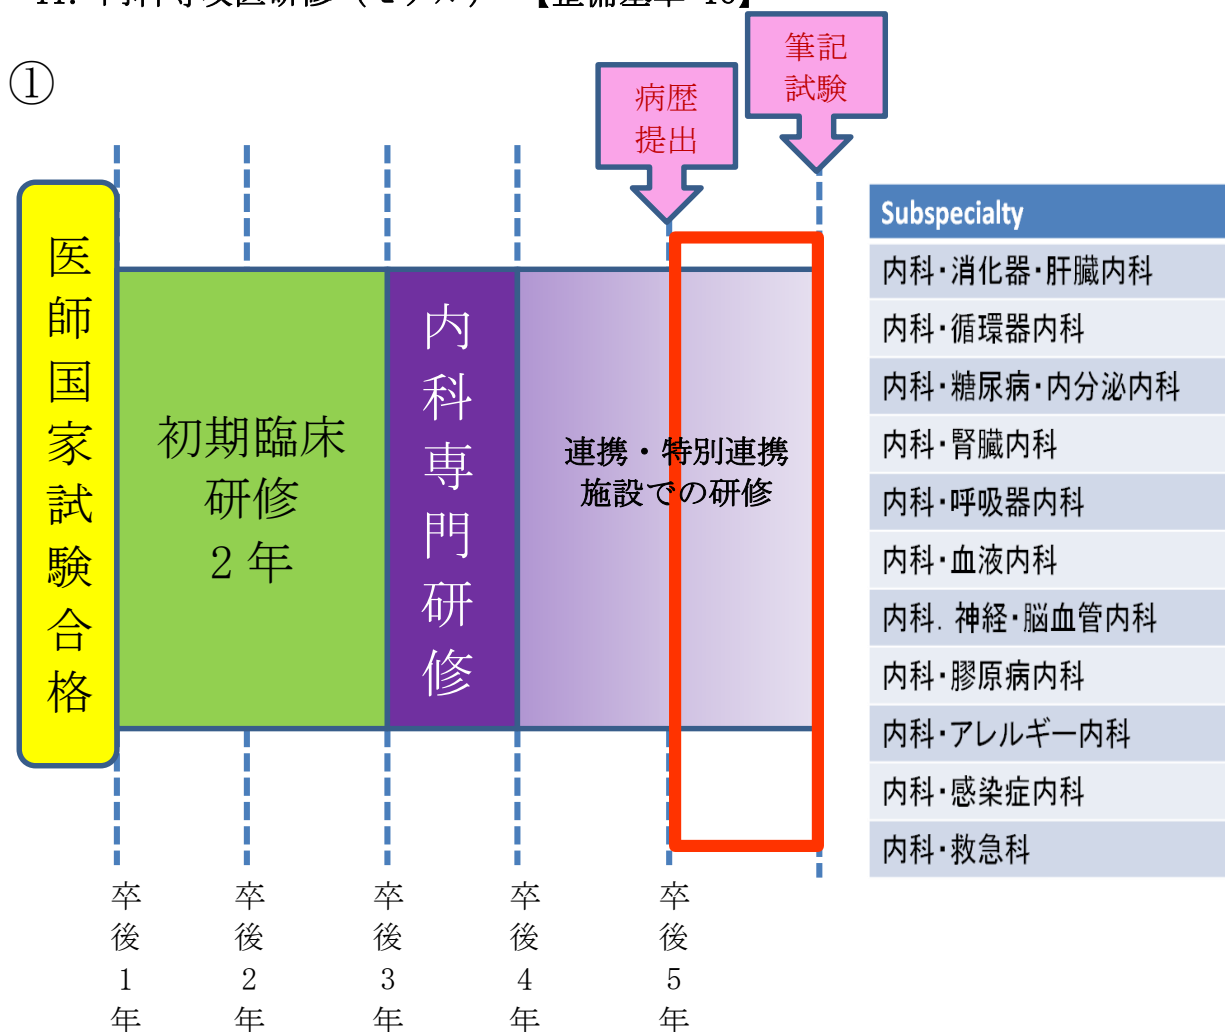 ①
病歴
提出
筆記
試験
医師国家試験合格
初期臨床
研修
2年
内科専門研修
連携・特別連携
施設での研修
卒後1年
卒後2年
卒後3年
卒後4年
卒後5年
Subspecialty
内科・消化器・肝臓内科
内科・循環器内科
内科・糖尿病・内分泌内科
内科・腎臓内科
内科・呼吸器内科
内科・血液内科
内科．神経・脳血管内科
内科・膠原病内科
内科・アレルギー内科
内科・感染症内科
内科・救急科